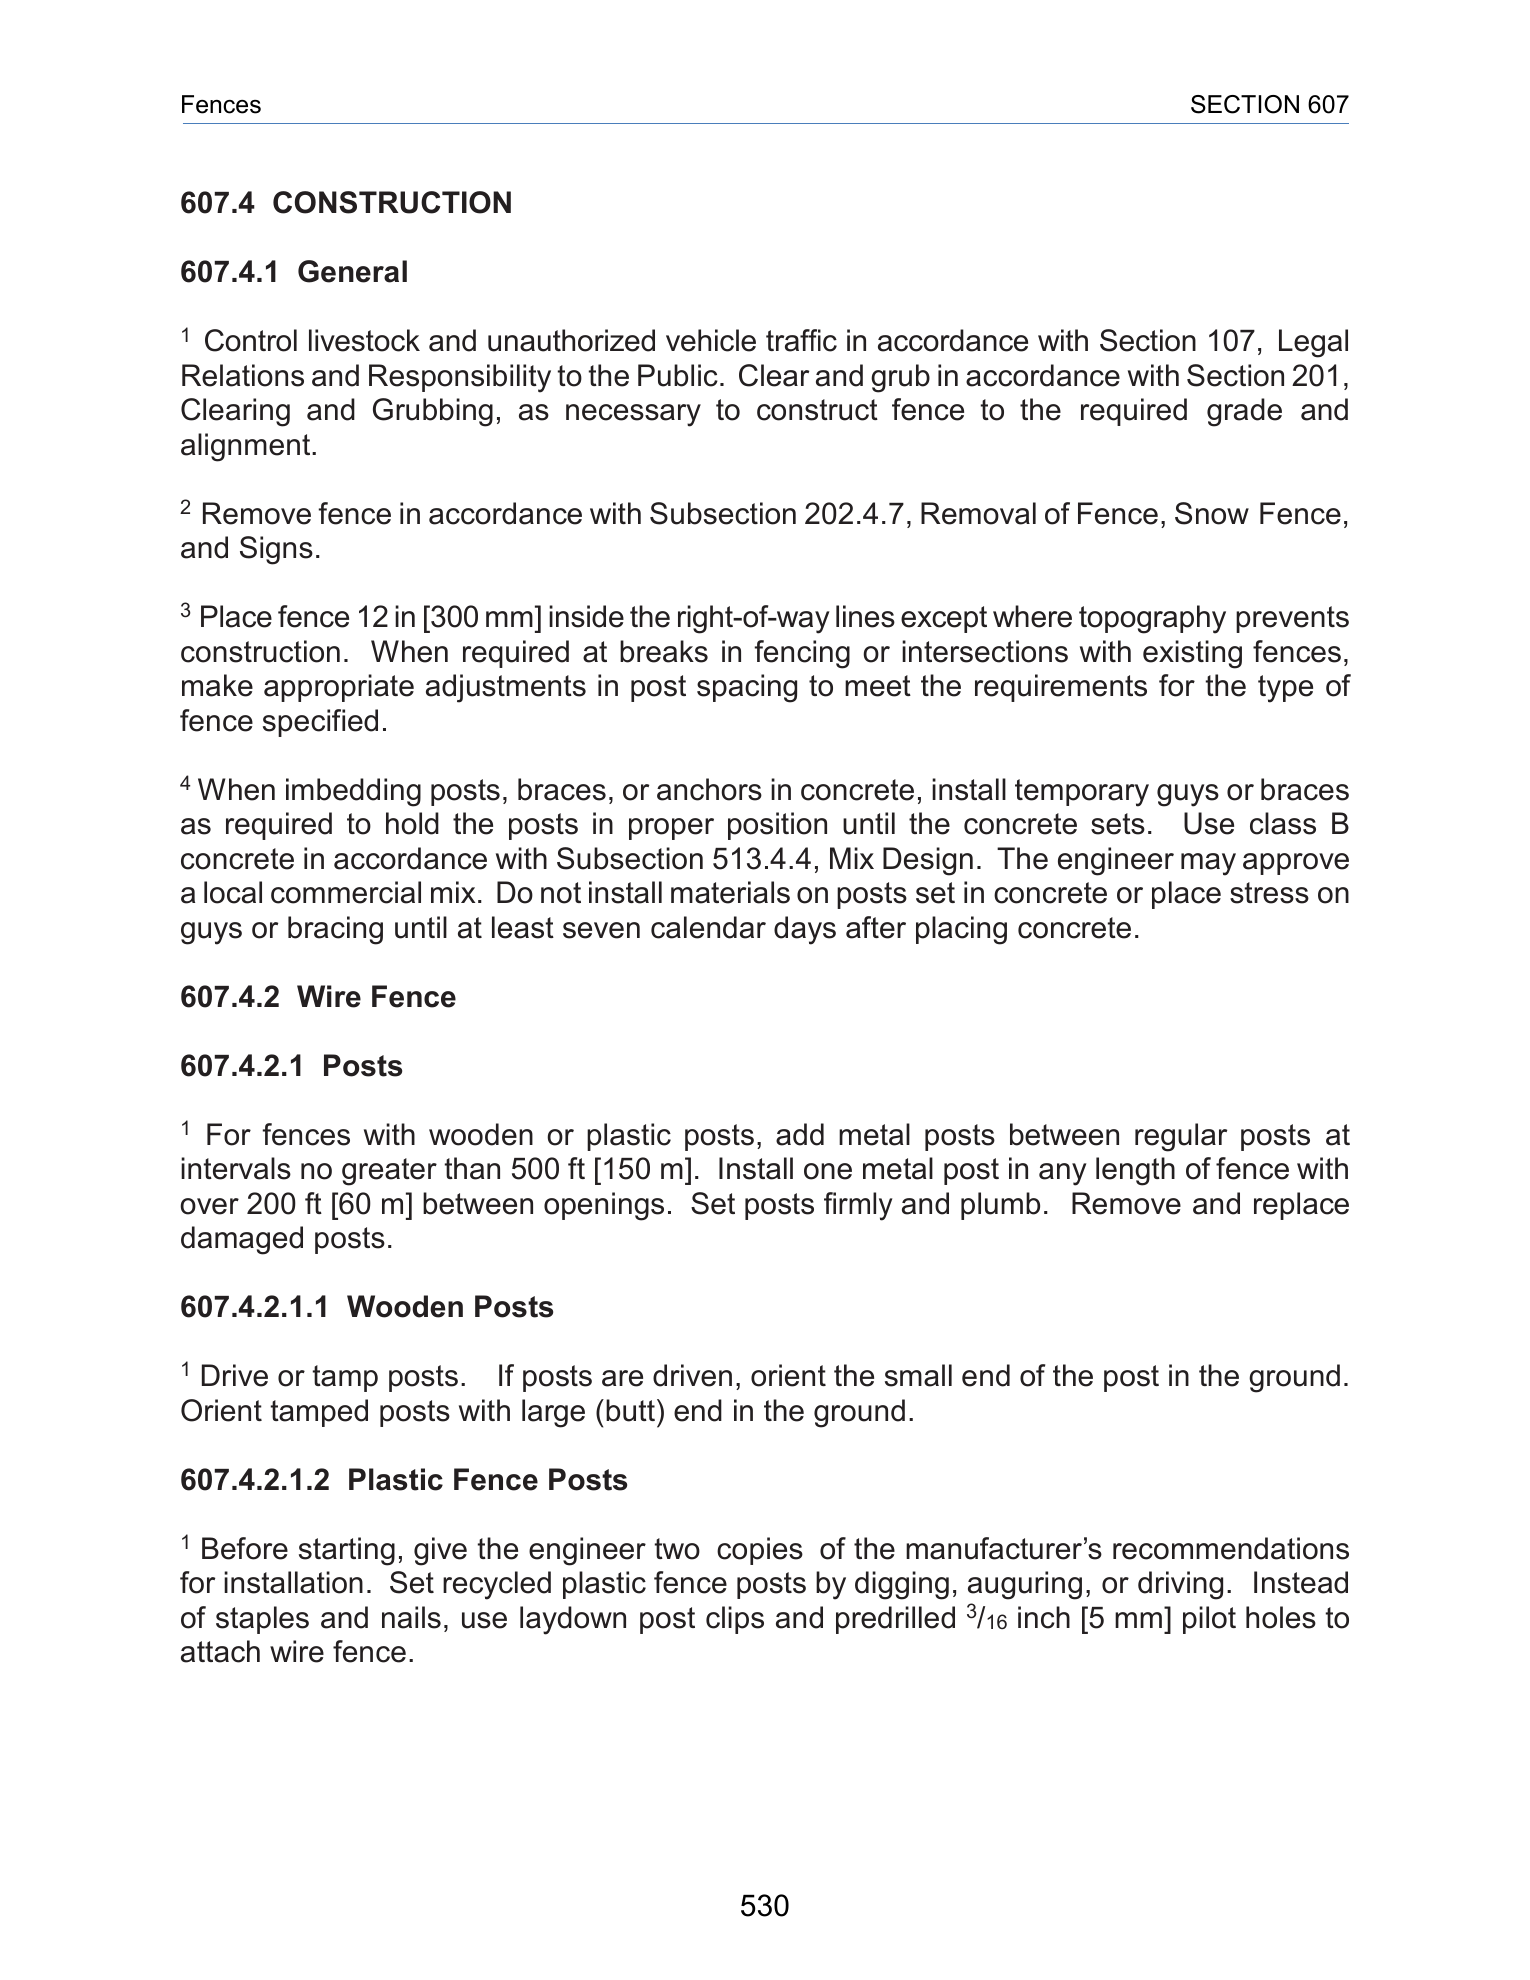 Fences SECTION 607
607.4 CONSTRUCTION
607.4.1 General
1 Control livestock and unauthorized vehicle traffic in accordance with Section 107, Legal
Relations and Responsibility to the Public. Clear and grub in accordance with Section 201,
Clearing and Grubbing, as necessary to construct fence to the required grade and
alignment.
2 Remove fence in accordance with Subsection 202.4.7, Removal of Fence, Snow Fence,
and Signs.
3 Place fence 12 in [300 mm] inside the right-of-way lines except where topography prevents
construction. When required at breaks in fencing or intersections with existing fences,
make appropriate adjustments in post spacing to meet the requirements for the type of
fence specified.
4 When imbedding posts, braces, or anchors in concrete, install temporary guys or braces
as required to hold the posts in proper position until the concrete sets. Use class B
concrete in accordance with Subsection 513.4.4, Mix Design. The engineer may approve
a local commercial mix. Do not install materials on posts set in concrete or place stress on
guys or bracing until at least seven calendar days after placing concrete.
607.4.2 Wire Fence
607.4.2.1 Posts
1 For fences with wooden or plastic posts, add metal posts between regular posts at
intervals no greater than 500 ft [150 m]. Install one metal post in any length of fence with
over 200 ft [60 m] between openings. Set posts firmly and plumb. Remove and replace
damaged posts.
607.4.2.1.1 Wooden Posts
1 Drive or tamp posts. If posts are driven, orient the small end of the post in the ground.
Orient tamped posts with large (butt) end in the ground.
607.4.2.1.2 Plastic Fence Posts
1 Before starting, give the engineer two copies of the manufacturer’s recommendations
for installation. Set recycled plastic fence posts by digging, auguring, or driving. Instead
of staples and nails, use laydown post clips and predrilled 3/16 inch [5 mm] pilot holes to
attach wire fence.
530